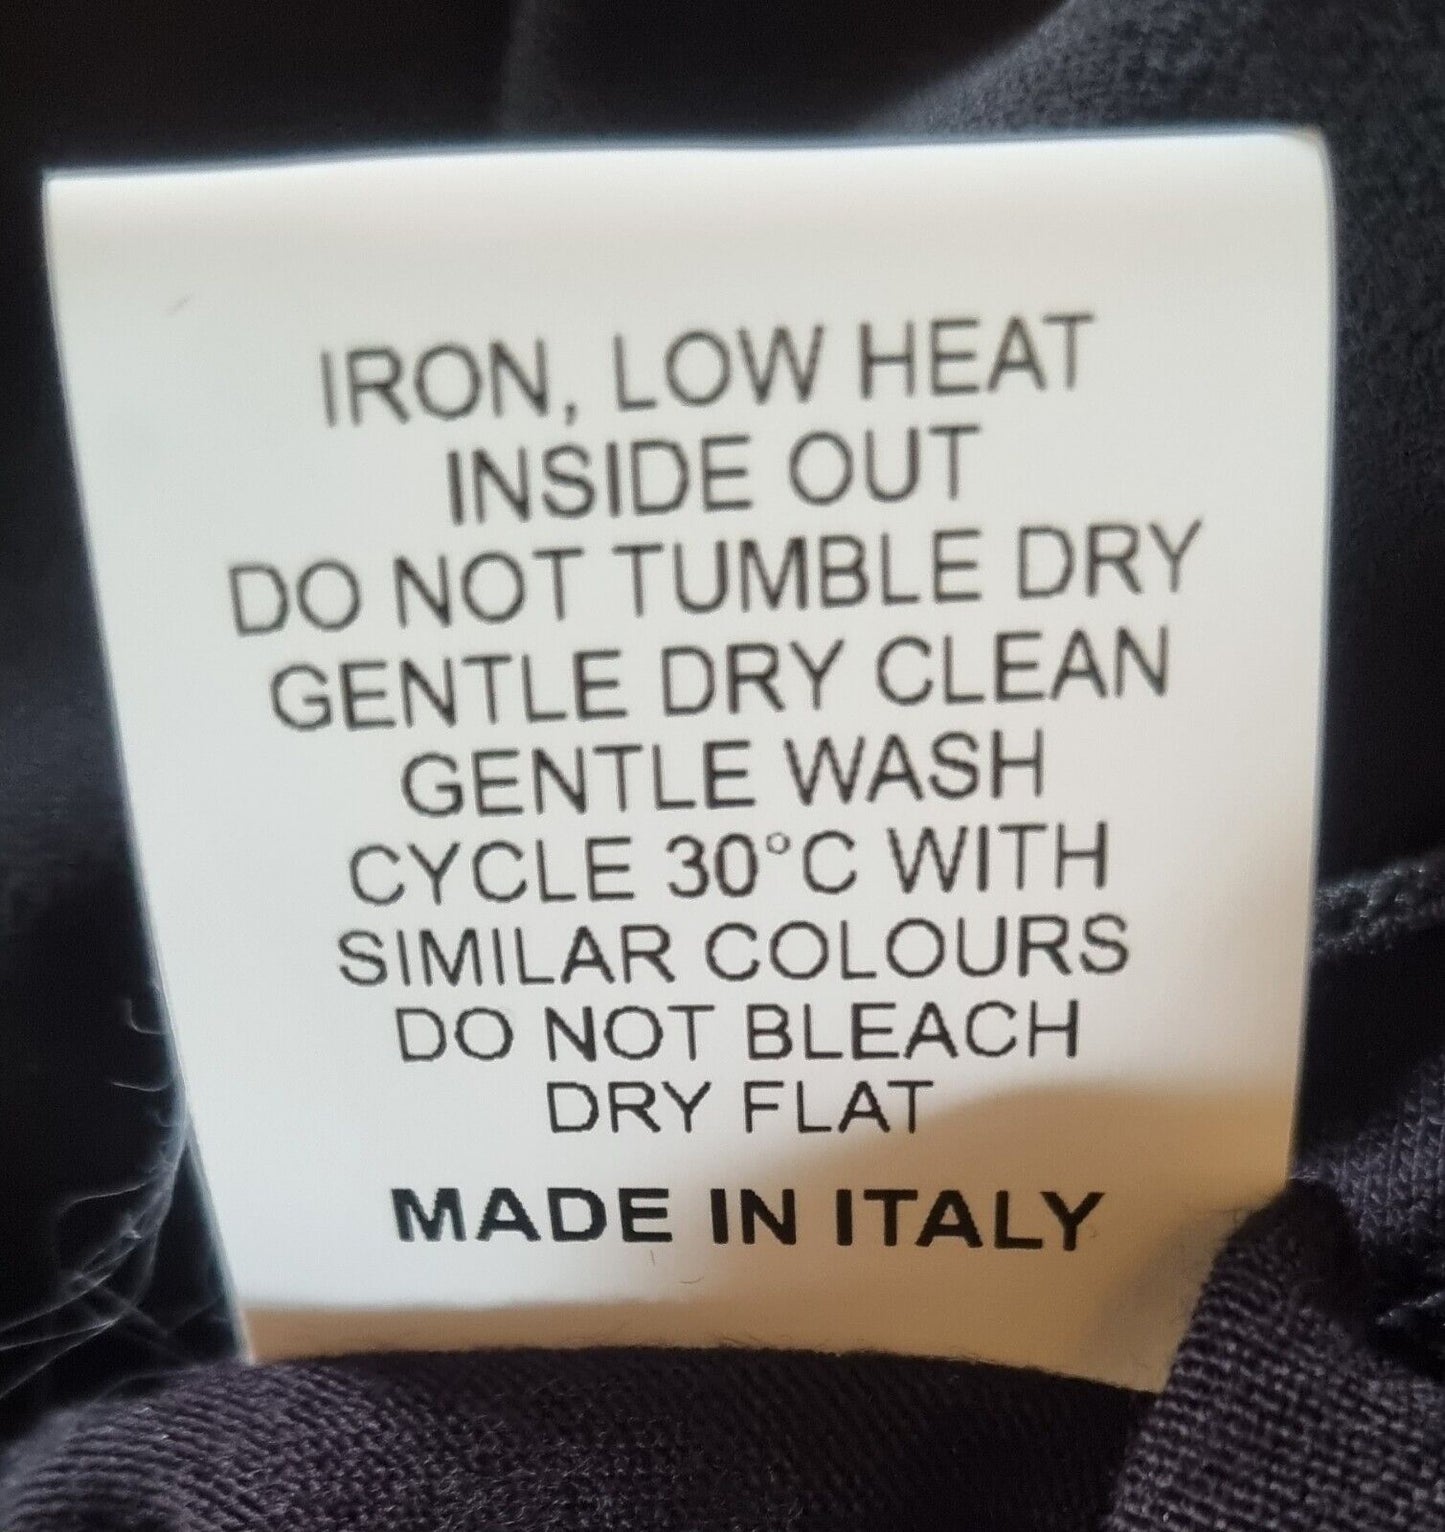 IRON, LOW HEAT
INSIDE OUT
DO NOT TUMBLE DRY
GENTLE DRY CLEAN
GENTLE WASH
CYCLE 30°C WITH
SIMILAR COLOURS
DO NOT BLEACH
DRY FLAT
MADE IN ITALY